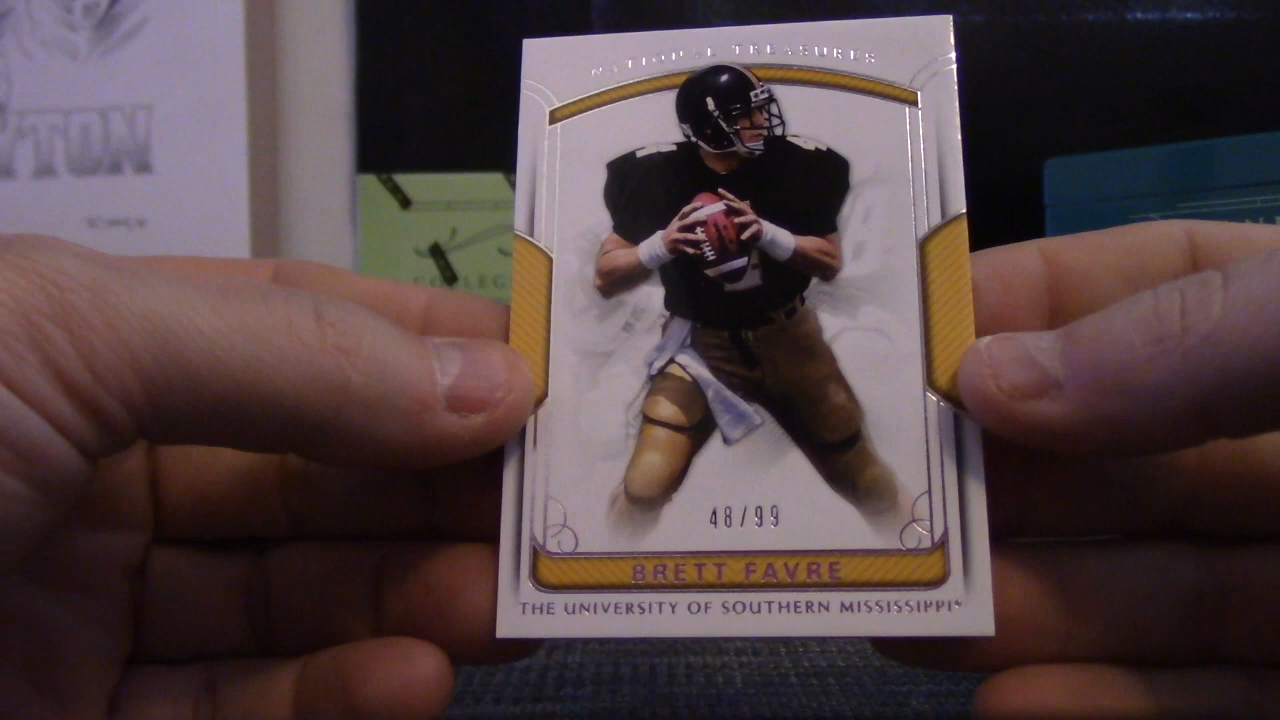 NATIONAL TREASURES
YTON
48/99
BRETT FAVRE
THE UNIVERSITY OF SOUTHERN MISSISSIPPI